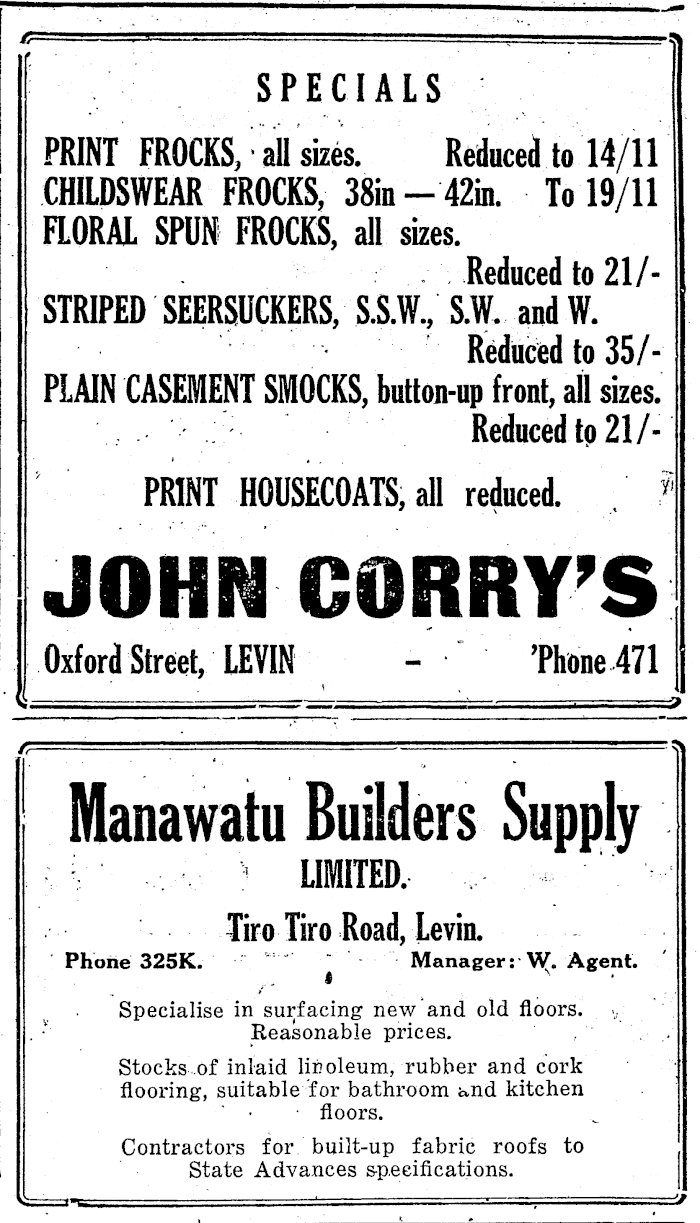 SPECIALS
PRINT FROCKS, all sizes. Reduced to 14/11
CHILDSWEAR FROCKS, 38in — 42in. To 19/11
FLORAL SPUN FROCKS, all sizes.
Reduced to 21/-
STRIPED SEERSUCKERS, S.S.W., S.W. and W.
Reduced to 35/-
PLAIN CASEMENT SMOCKS, button-up front, all sizes.
Reduced to 21/-
PRINT HOUSECOATS, all reduced.
JOHN CORRY'S
Oxford Street, LEVIN - 'Phone 471
Manawatu Builders Supply
LIMITED.
Tiro Tiro Road, Levin.
Phone 325K. Manager: W. Agent.
Specialise in surfacing new and old floors.
Reasonable prices.
Stocks of inlaid linoleum, rubber and cork
flooring, suitable for bathroom and kitchen
floors.
Contractors for built-up fabric roofs to
State Advances specifications.